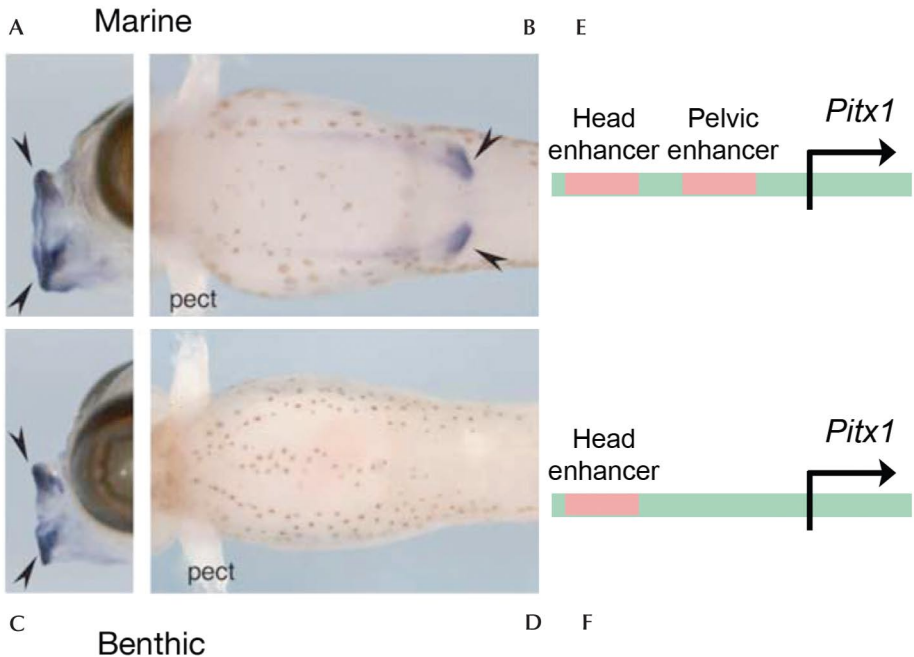 A Marine B E
Head enhancer
Pelvic enhancer
Pitx1
pect
Head enhancer
Pitx1
pect
C Benthic D F